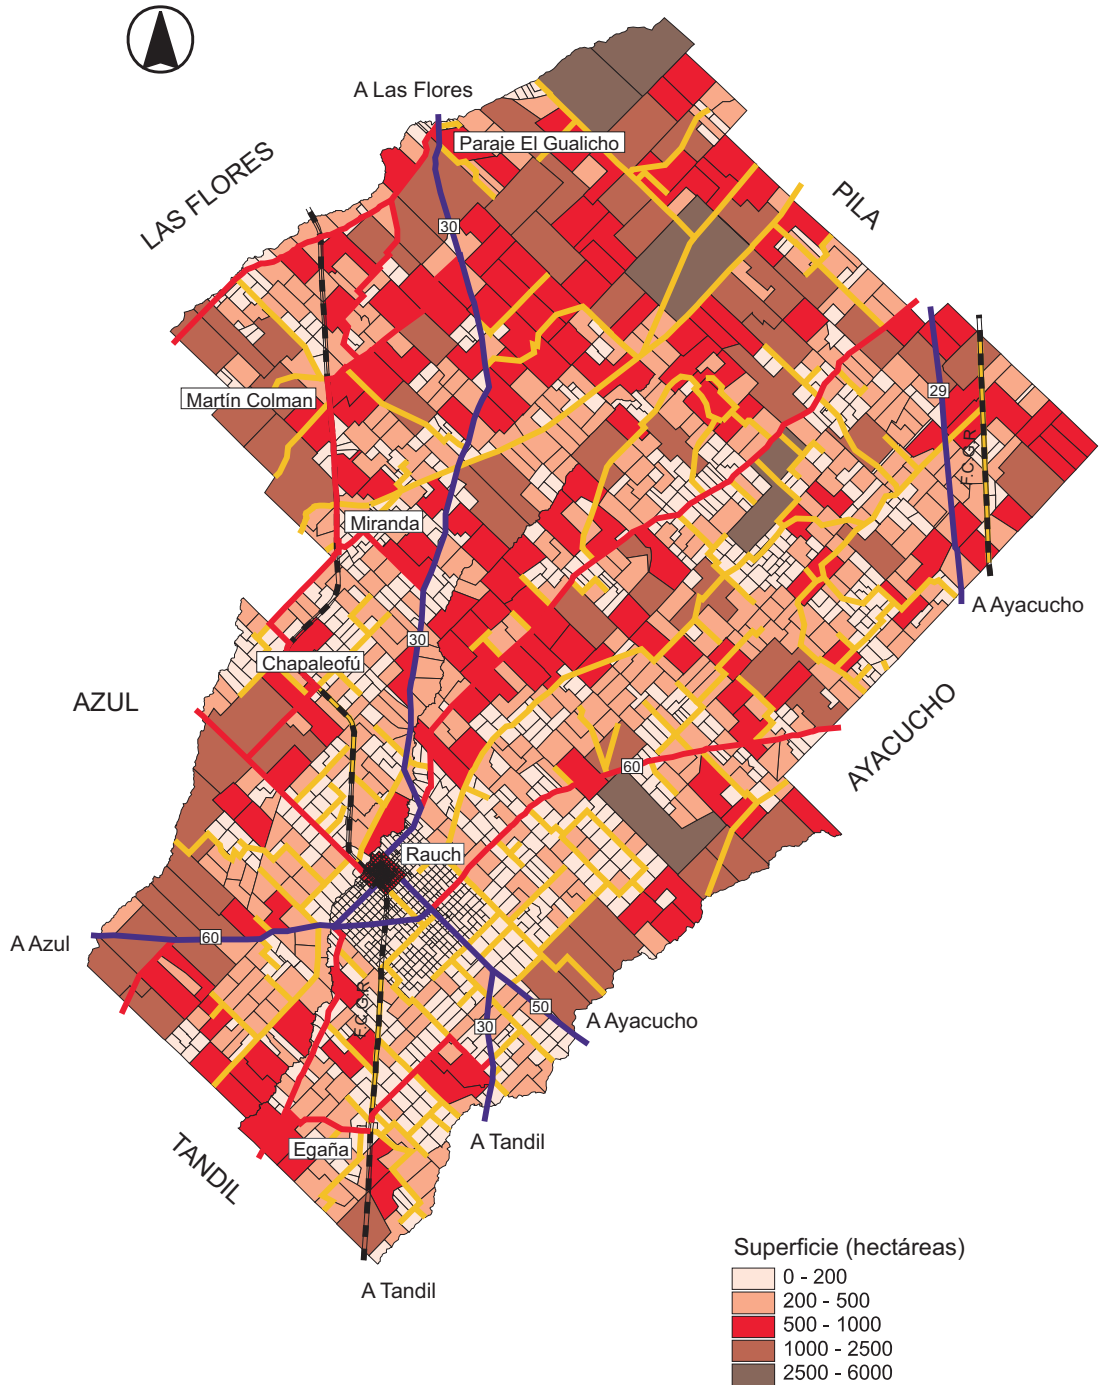 A Las Flores
Paraje El Gualicho
LAS FLORES
PILA
30
29
Martín Colman
F.C.G.R
Miranda
A Ayacucho
30
Chapaleofú
AZUL
AYACUCHO
60
Rauch
60
A Azul
F.C.G.R
50
30
A Ayacucho
Egaña
A Tandil
TANDIL
A Tandil
Superficie (hectáreas)
0 - 200
200 - 500
500 - 1000
1000 - 2500
2500 - 6000